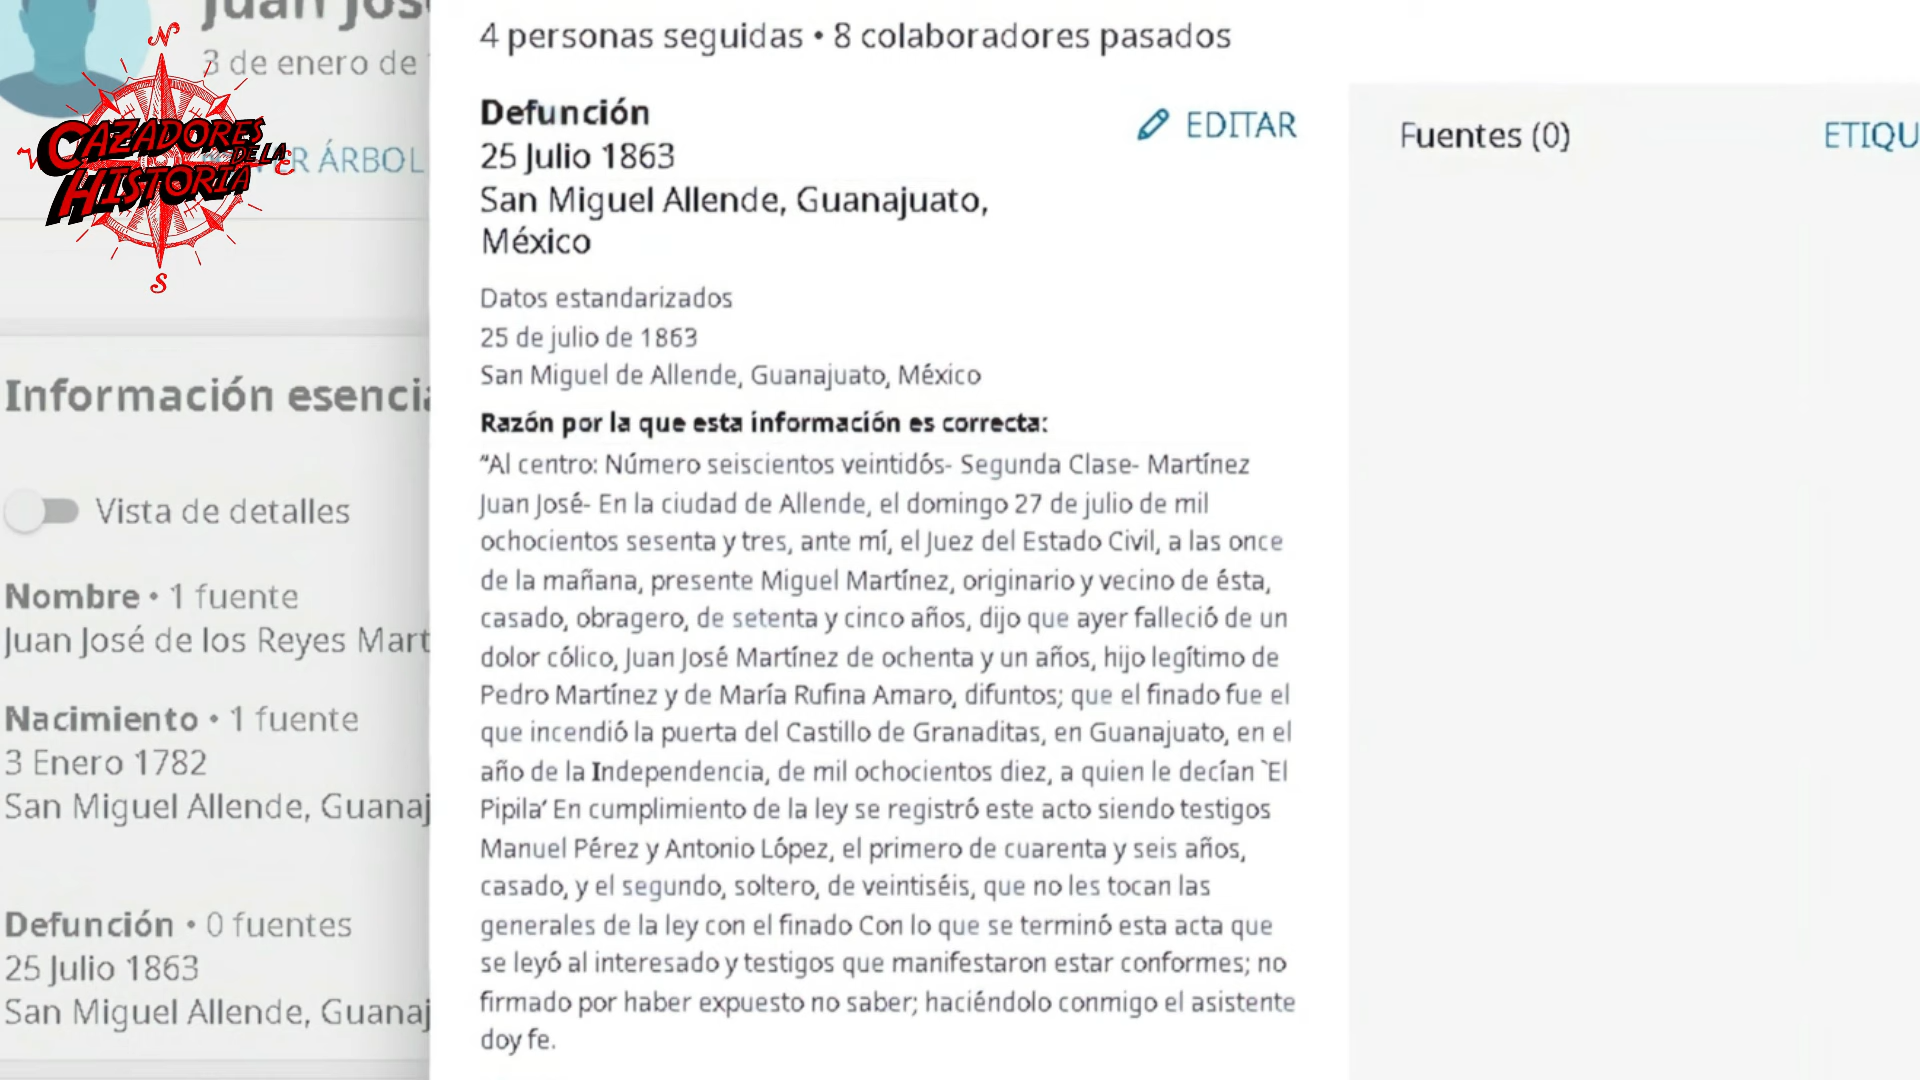 Juan José
3 de enero de
CAZADORES
DE LA
HISTORIA
N
E
S
ER ÁRBOL
Información esencia
Vista de detalles
Nombre • 1 fuente
Juan José de los Reyes Mart
Nacimiento • 1 fuente
3 Enero 1782
San Miguel Allende, Guanaj
Defunción • 0 fuentes
25 Julio 1863
San Miguel Allende, Guanaj
4 personas seguidas • 8 colaboradores pasados
Defunción
EDITAR
25 Julio 1863
San Miguel Allende, Guanajuato,
México
Datos estandarizados
25 de julio de 1863
San Miguel de Allende, Guanajuato, México
Razón por la que esta información es correcta:
“Al centro: Número seiscientos veintidós- Segunda Clase- Martínez
Juan José- En la ciudad de Allende, el domingo 27 de julio de mil
ochocientos sesenta y tres, ante mí, el Juez del Estado Civil, a las once
de la mañana, presente Miguel Martínez, originario y vecino de ésta,
casado, obragero, de setenta y cinco años, dijo que ayer falleció de un
dolor cólico, Juan José Martínez de ochenta y un años, hijo legítimo de
Pedro Martínez y de María Rufina Amaro, difuntos; que el finado fue el
que incendió la puerta del Castillo de Granaditas, en Guanajuato, en el
año de la Independencia, de mil ochocientos diez, a quien le decían `El
Pipila’ En cumplimiento de la ley se registró este acto siendo testigos
Manuel Pérez y Antonio López, el primero de cuarenta y seis años,
casado, y el segundo, soltero, de veintiséis, que no les tocan las
generales de la ley con el finado Con lo que se terminó esta acta que
se leyó al interesado y testigos que manifestaron estar conformes; no
firmado por haber expuesto no saber; haciéndolo conmigo el asistente
doy fe.
Fuentes (0)
ETIQU